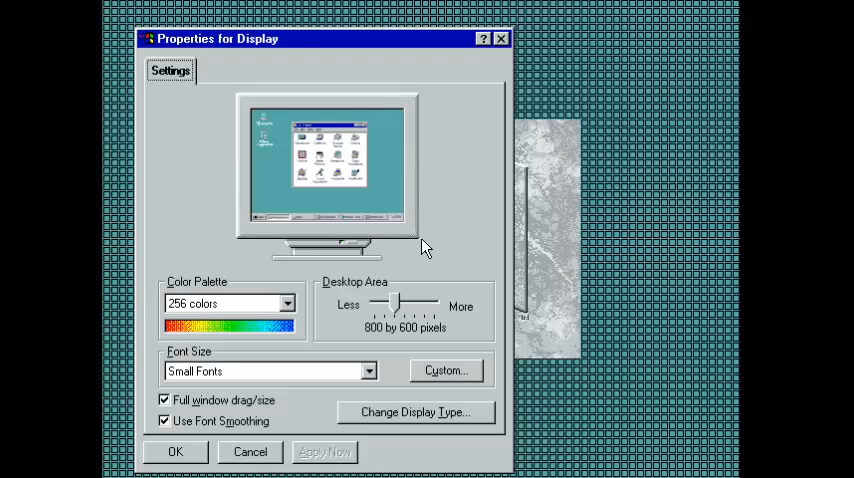 Properties for Display
Settings
Color Palette
256 colors
Desktop Area
Less
More
800 by 600 pixels
Font Size
Small Fonts
Custom...
Full window drag/size
Use Font Smoothing
Change Display Type...
OK
Cancel
Apply Now